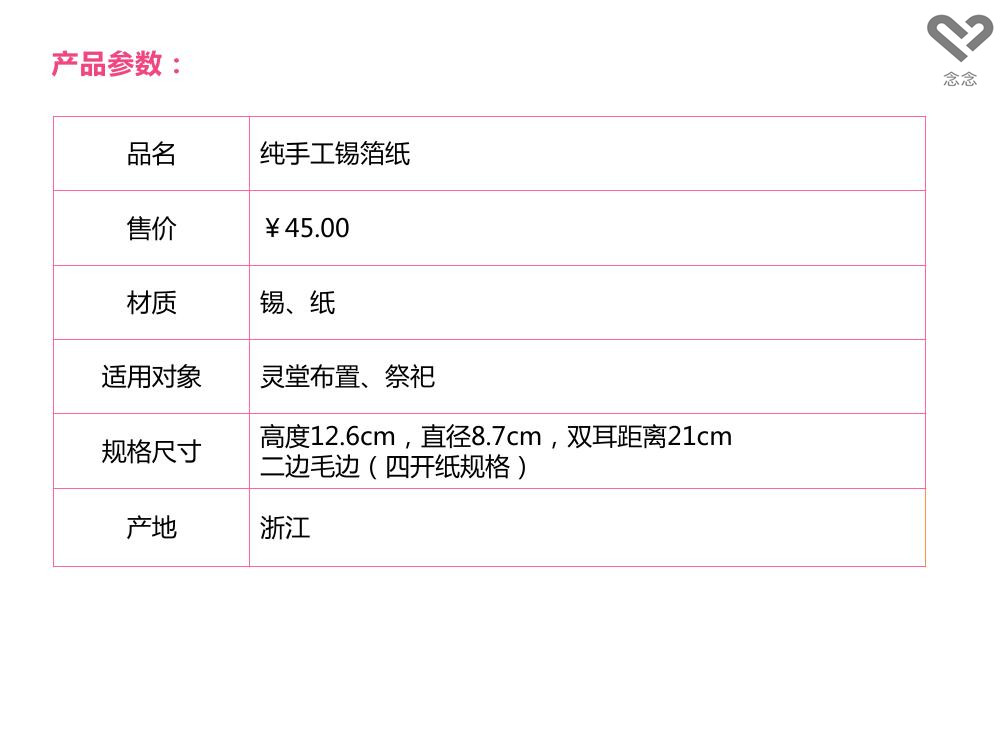 产品参数：
念念
品名
纯手工锡箔纸
售价
￥45.00
材质
锡、纸
适用对象
灵堂布置、祭祀
规格尺寸
高度12.6cm，直径8.7cm，双耳距离21cm
二边毛边（四开纸规格）
产地
浙江